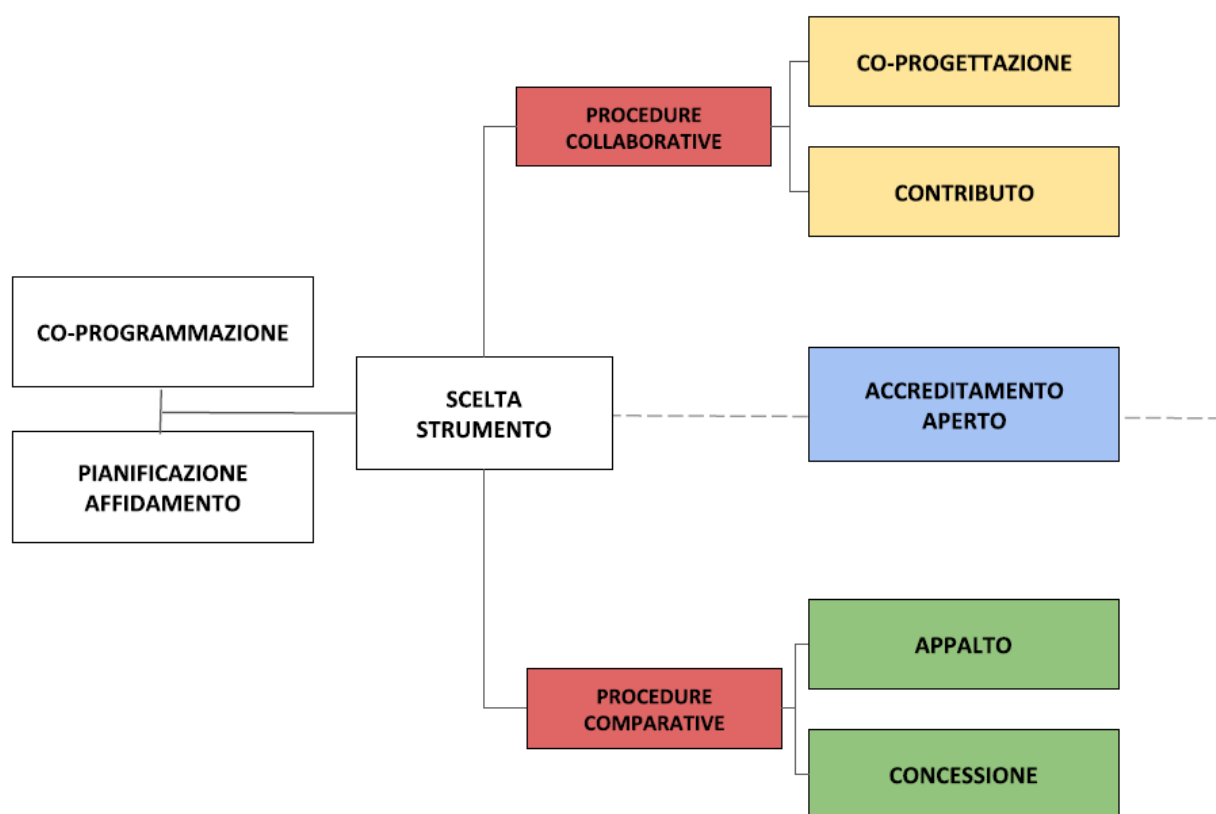 CO-PROGRAMMAZIONE
PIANIFICAZIONE
AFFIDAMENTO
SCELTA
STRUMENTO
PROCEDURE
COLLABORATIVE
CO-PROGETTAZIONE
CONTRIBUTO
ACCREDITAMENTO
APERTO
PROCEDURE
COMPARATIVE
APPALTO
CONCESSIONE